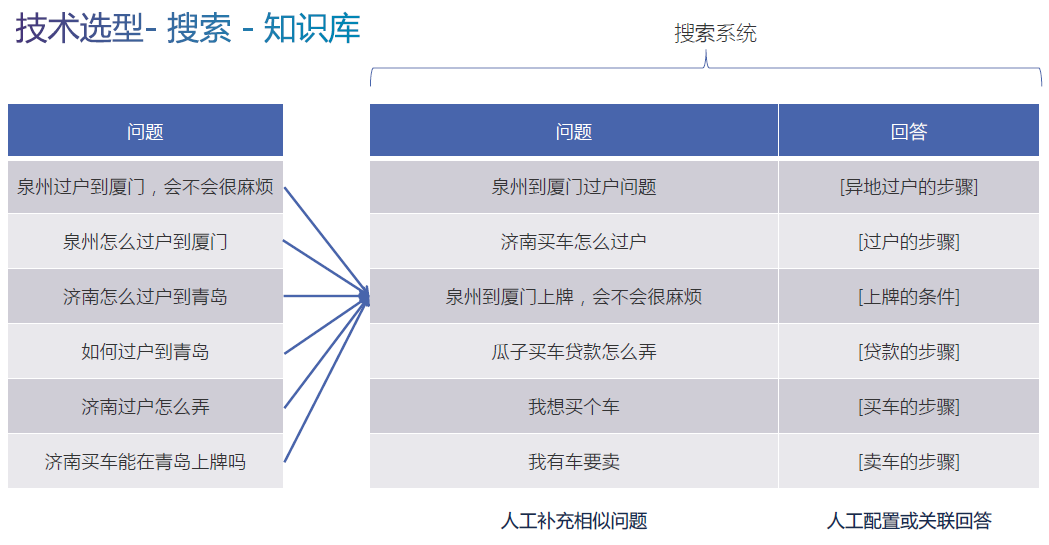 技术选型- 搜索 - 知识库
搜索系统
问题
泉州过户到厦门，会不会很麻烦
泉州怎么过户到厦门
济南怎么过户到青岛
如何过户到青岛
济南过户怎么弄
济南买车能在青岛上牌吗
问题 回答
泉州到厦门过户问题 [异地过户的步骤]
济南买车怎么过户 [过户的步骤]
泉州到厦门上牌，会不会很麻烦 [上牌的条件]
瓜子买车贷款怎么弄 [贷款的步骤]
我想买个车 [买车的步骤]
我有车要卖 [卖车的步骤]
人工补充相似问题 人工配置或关联回答